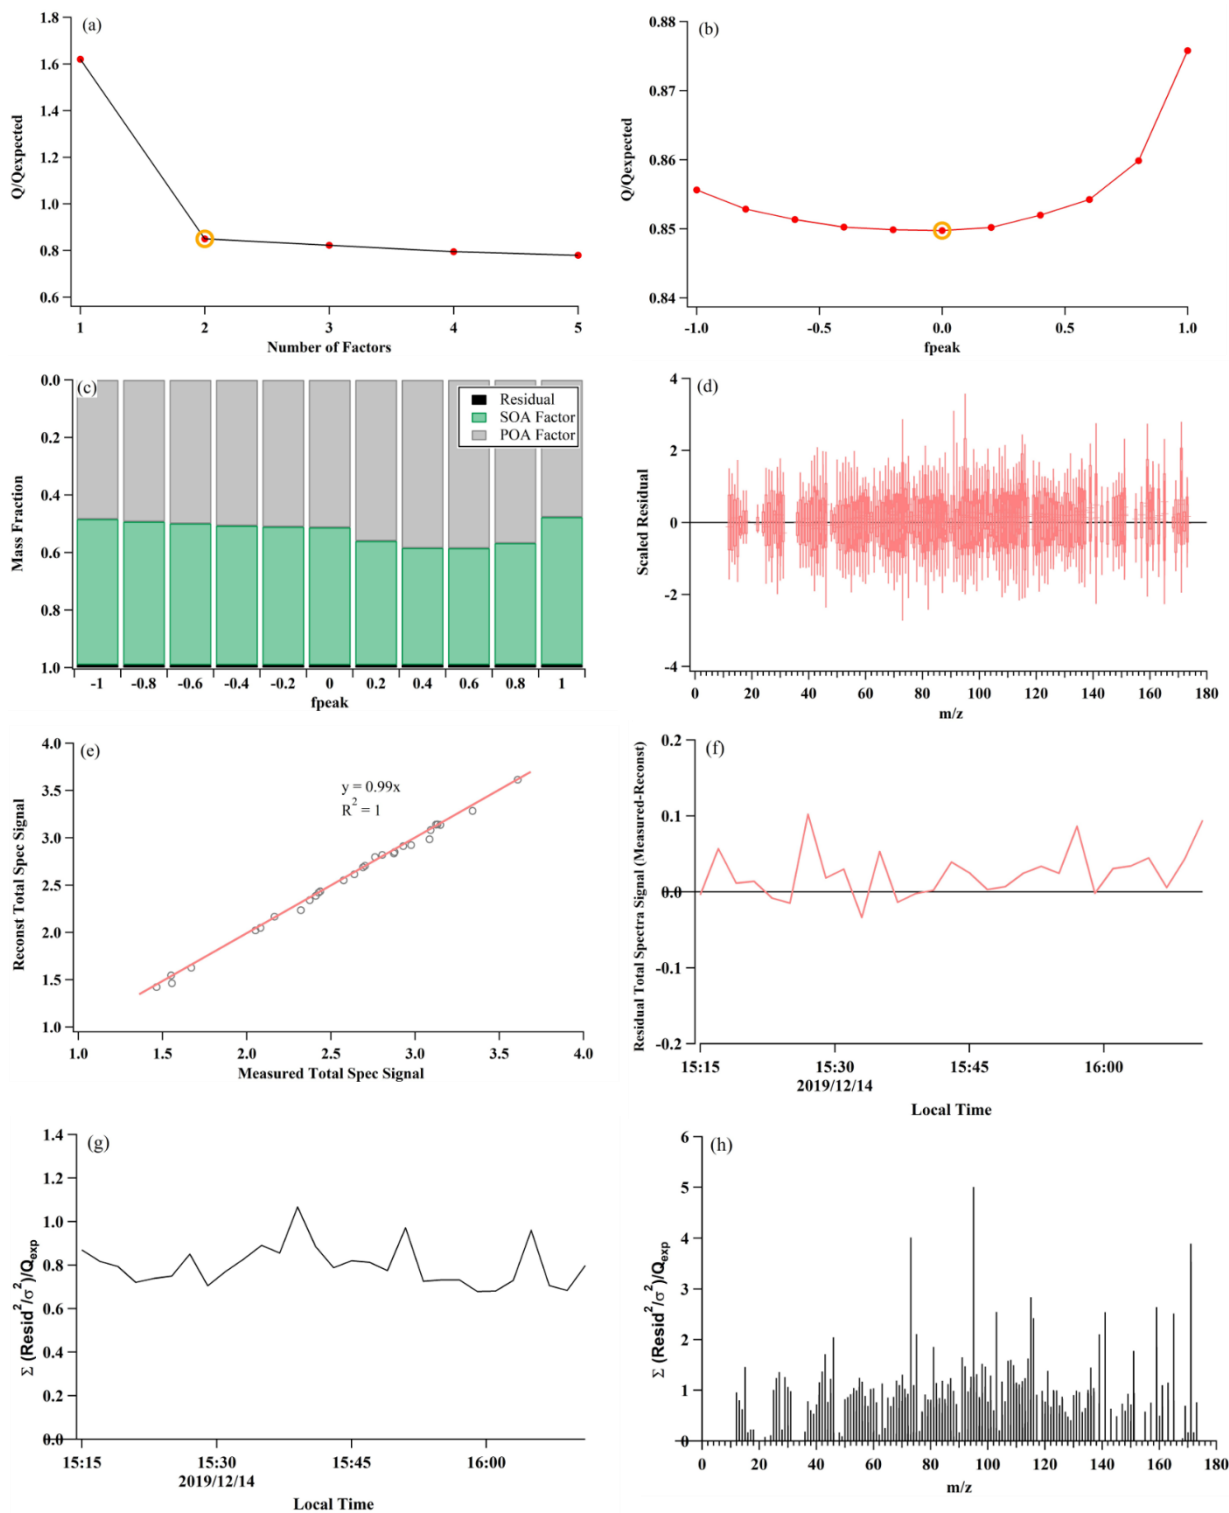 (a)
1.8
1.6
1.4
1.2
1.0
0.8
0.6
Q/Qexpected
1 2 3 4 5
Number of Factors
(b)
0.88
0.87
0.86
0.85
0.84
Q/Qexpected
-1.0 -0.5 0.0 0.5 1.0
fpeak
(c)
0.0
0.2
0.4
0.6
0.8
1.0
Mass Fraction
Residual
SOA Factor
POA Factor
-1 -0.8 -0.6 -0.4 -0.2 0 0.2 0.4 0.6 0.8 1
fpeak
(d)
4
2
0
-2
-4
Scaled Residual
0 20 40 60 80 100 120 140 160 180
m/z
(e)
4.0
3.5
3.0
2.5
2.0
1.5
1.0
Reconst Total Spec Signal
y = 0.99x
R² = 1
1.0 1.5 2.0 2.5 3.0 3.5 4.0
Measured Total Spec Signal
(f)
0.2
0.1
0.0
-0.1
-0.2
Residual Total Spectra Signal (Measured-Reconst)
15:15 15:30 15:45 16:00
2019/12/14
Local Time
(g)
1.4
1.2
1.0
0.8
0.6
0.4
0.2
0.0
Σ (Resid²/σ²)/Qexp
15:15 15:30 15:45 16:00
2019/12/14
Local Time
(h)
6
5
4
3
2
1
0
Σ (Resid²/σ²)/Qexp
0 20 40 60 80 100 120 140 160 180
m/z